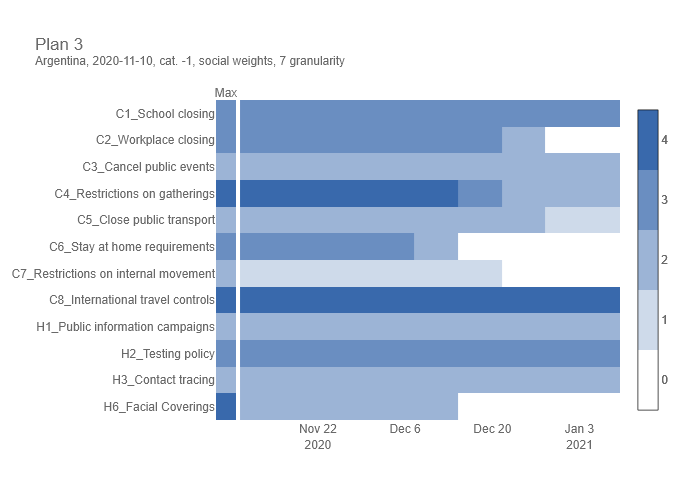 Plan 3
Argentina, 2020-11-10, cat. -1, social weights, 7 granularity
Max
C1_School closing
C2_Workplace closing
C3_Cancel public events
C4_Restrictions on gatherings
C5_Close public transport
C6_Stay at home requirements
C7_Restrictions on internal movement
C8_International travel controls
H1_Public information campaigns
H2_Testing policy
H3_Contact tracing
H6_Facial Coverings
4
3
2
1
0
Nov 22 Dec 6 Dec 20 Jan 3
2020 2021